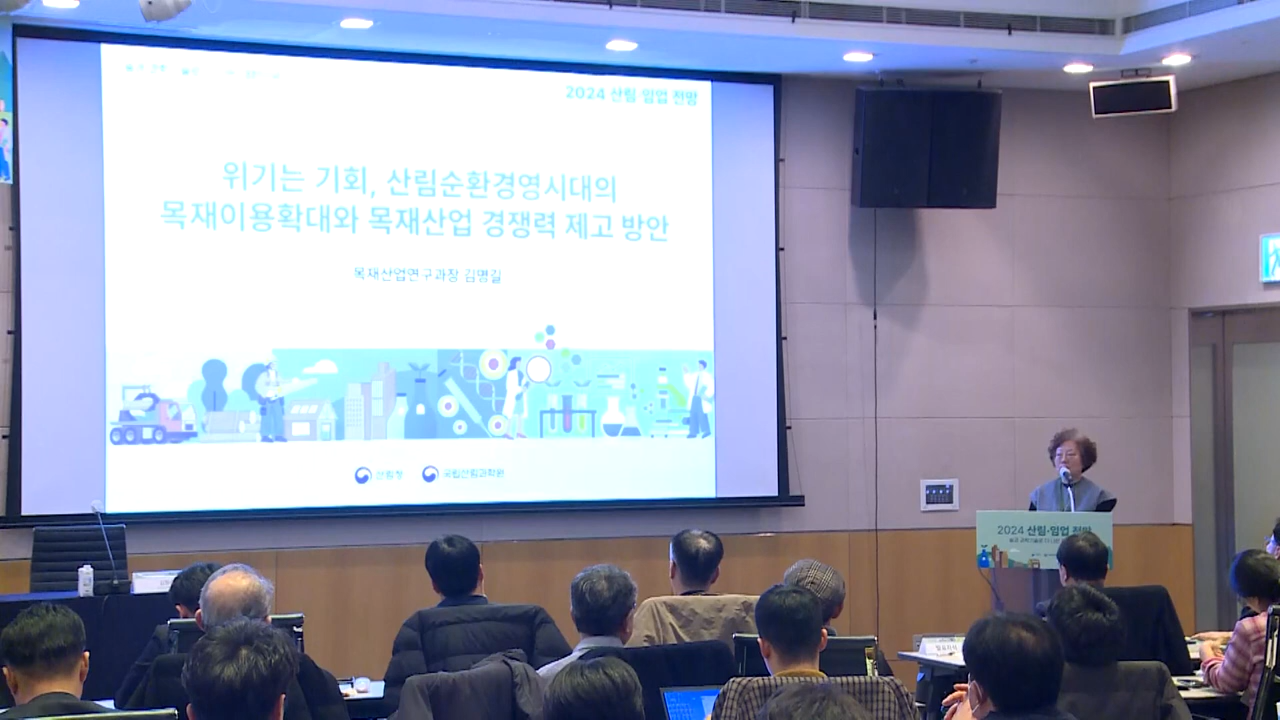 2024 산림·임업 전망
위기는 기회, 산림순환경영시대의
목재이용확대와 목재산업 경쟁력 제고 방안
목재산업연구과장 김명길
산림청 국립산림과학원
2024 산림·임업 전망